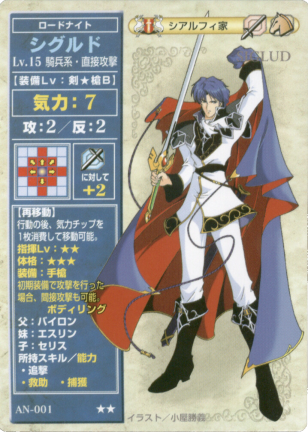 ロードナイト
シグルド
Lv.15 騎兵系・直接攻撃
【装備Lv:剣★槍B】
気力:7
攻:2/反:2
に対して
+2
【再移動】
行動の後、気力チップを
1枚消費して移動可能。
指揮Lv:★★
体格:★★★
装備:手槍
初期装備で攻撃を行った
場合、間接攻撃も可能。
ボディリング
父:バイロン
妹:エスリン
子:セリス
所持スキル/能力
・追撃
・救助 ・捕獲
AN-001
★★
シアルフィ家
LUD
イラスト/小屋勝義